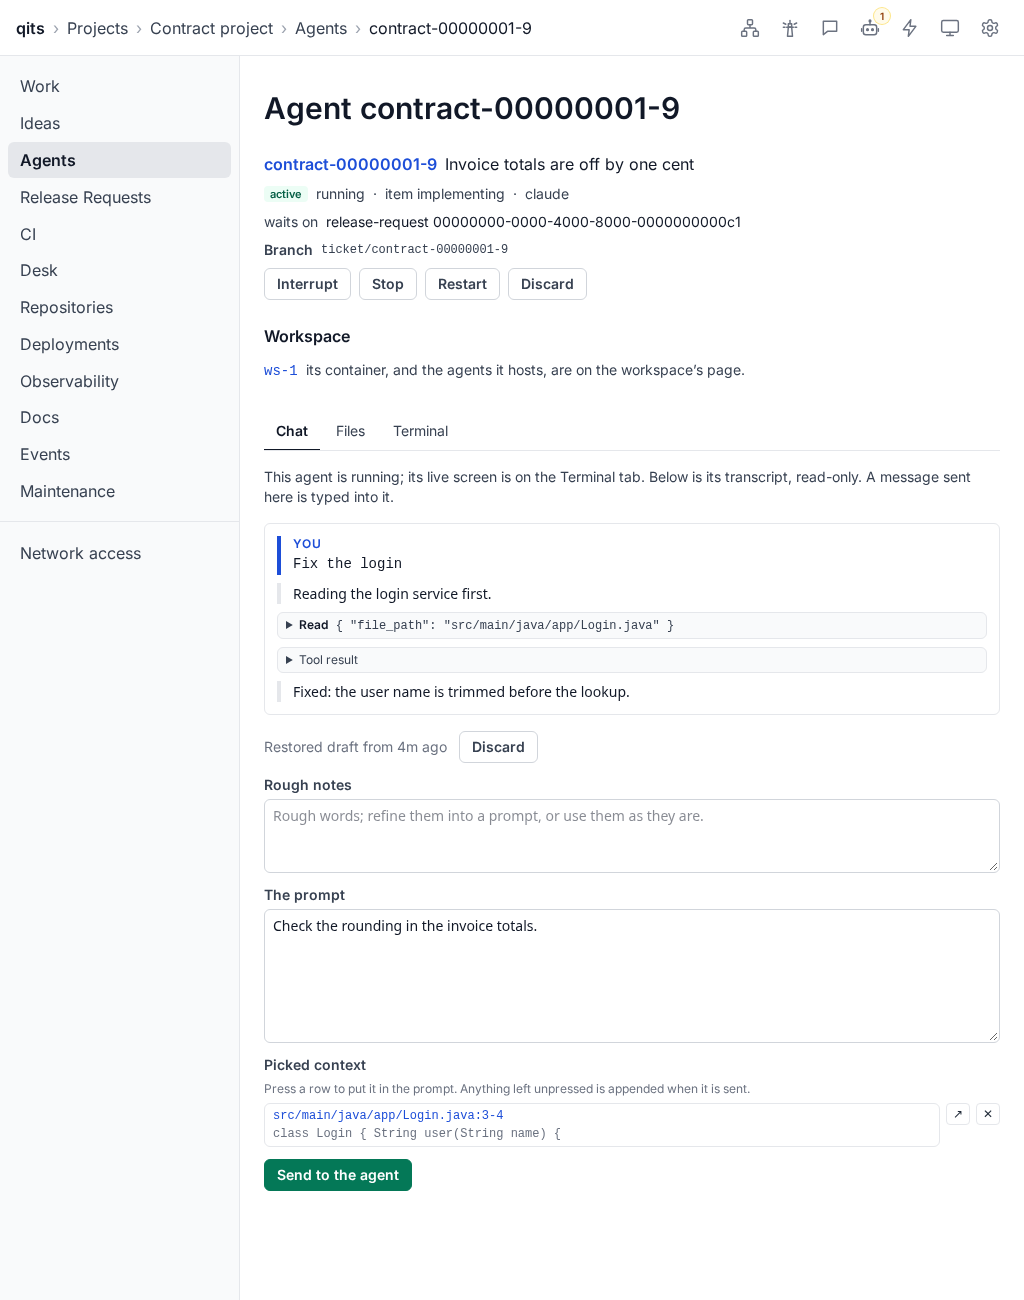 qits › Projects › Contract project › Agents › contract-00000001-9
1
Work
Ideas
Agents
Release Requests
CI
Desk
Repositories
Deployments
Observability
Docs
Events
Maintenance
Network access
Agent contract-00000001-9
contract-00000001-9 Invoice totals are off by one cent
active running · item implementing · claude
waits on release-request 00000000-0000-4000-8000-0000000000c1
Branch ticket/contract-00000001-9
Interrupt Stop Restart Discard
Workspace
ws-1 its container, and the agents it hosts, are on the workspace’s page.
Chat Files Terminal
This agent is running; its live screen is on the Terminal tab. Below is its transcript, read-only. A message sent
here is typed into it.
YOU
Fix the login
Reading the login service first.
Read { "file_path": "src/main/java/app/Login.java" }
Tool result
Fixed: the user name is trimmed before the lookup.
Restored draft from 4m ago Discard
Rough notes
Rough words; refine them into a prompt, or use them as they are.
The prompt
Check the rounding in the invoice totals.
Picked context
Press a row to put it in the prompt. Anything left unpressed is appended when it is sent.
src/main/java/app/Login.java:3-4
class Login { String user(String name) {
Send to the agent